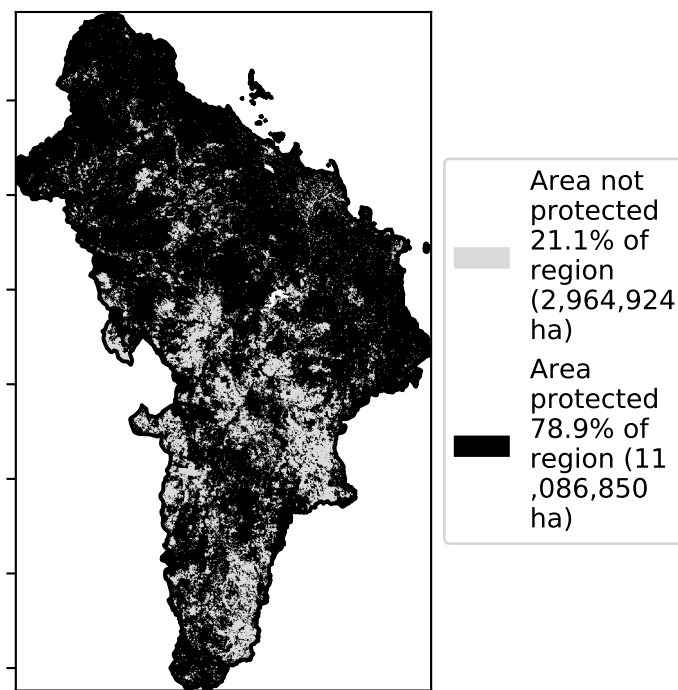 Area not
protected
21.1% of
region
(2,964,924
ha)
Area
protected
78.9% of
region (11
,086,850
ha)